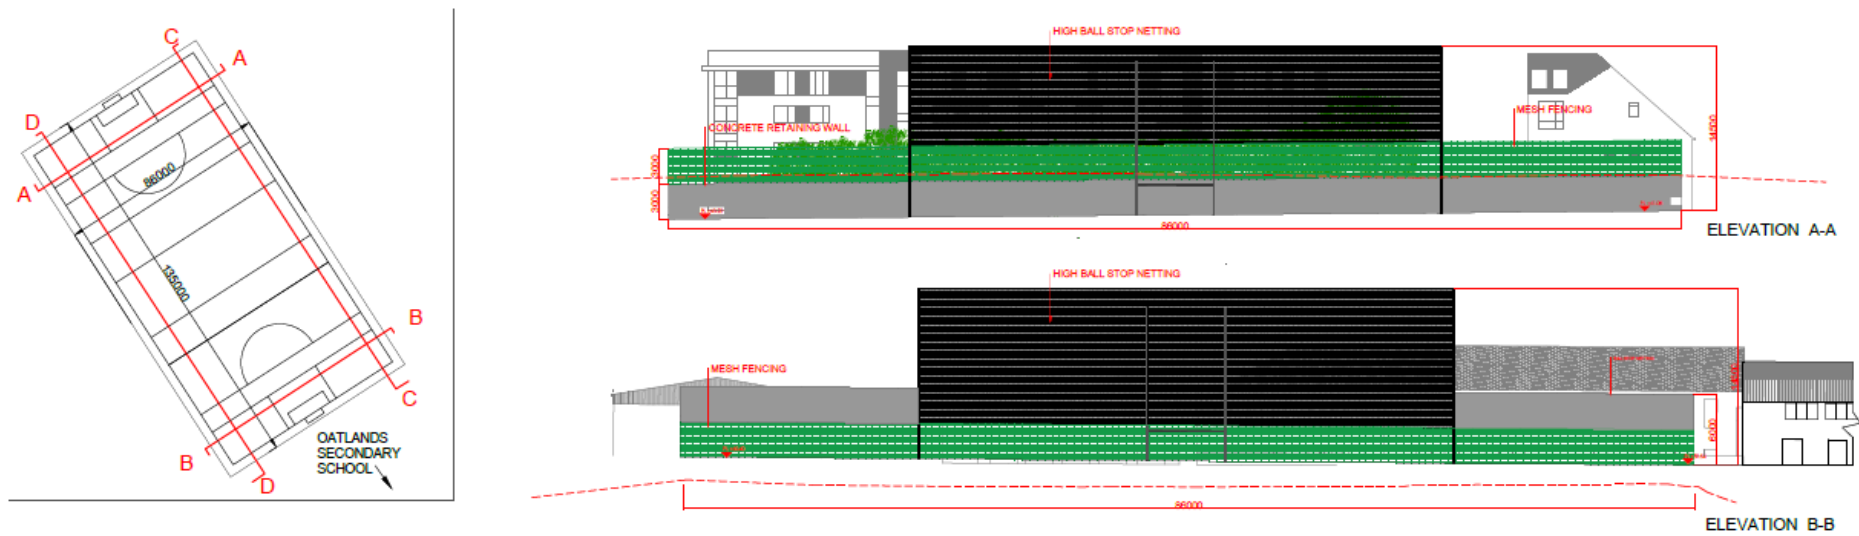 C
A
D
86000
A
135000
B
C
OATLANDS
SECONDARY
SCHOOL
B
D
HIGH BALL STOP NETTING
MESH FENCING
CONCRETE RETAINING WALL
14500
3000
3000
86000
ELEVATION A-A
HIGH BALL STOP NETTING
MESH FENCING
6000
86000
ELEVATION B-B